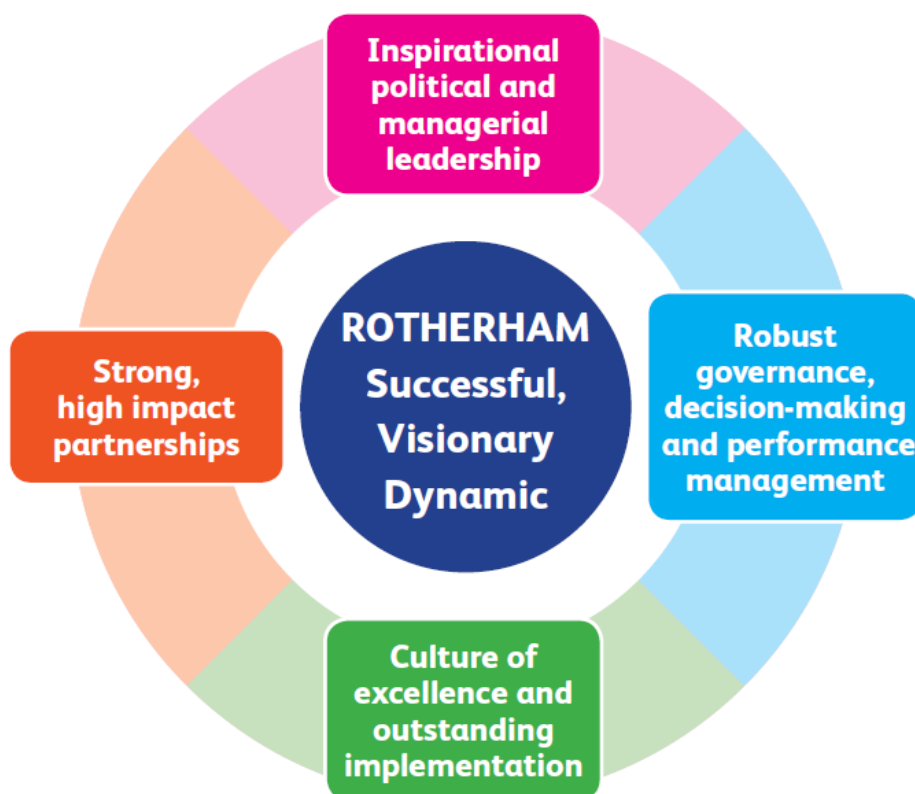 Inspirational
political and
managerial
leadership
Strong,
high impact
partnerships
ROTHERHAM
Successful,
Visionary
Dynamic
Robust
governance,
decision-making
and performance
management
Culture of
excellence and
outstanding
implementation